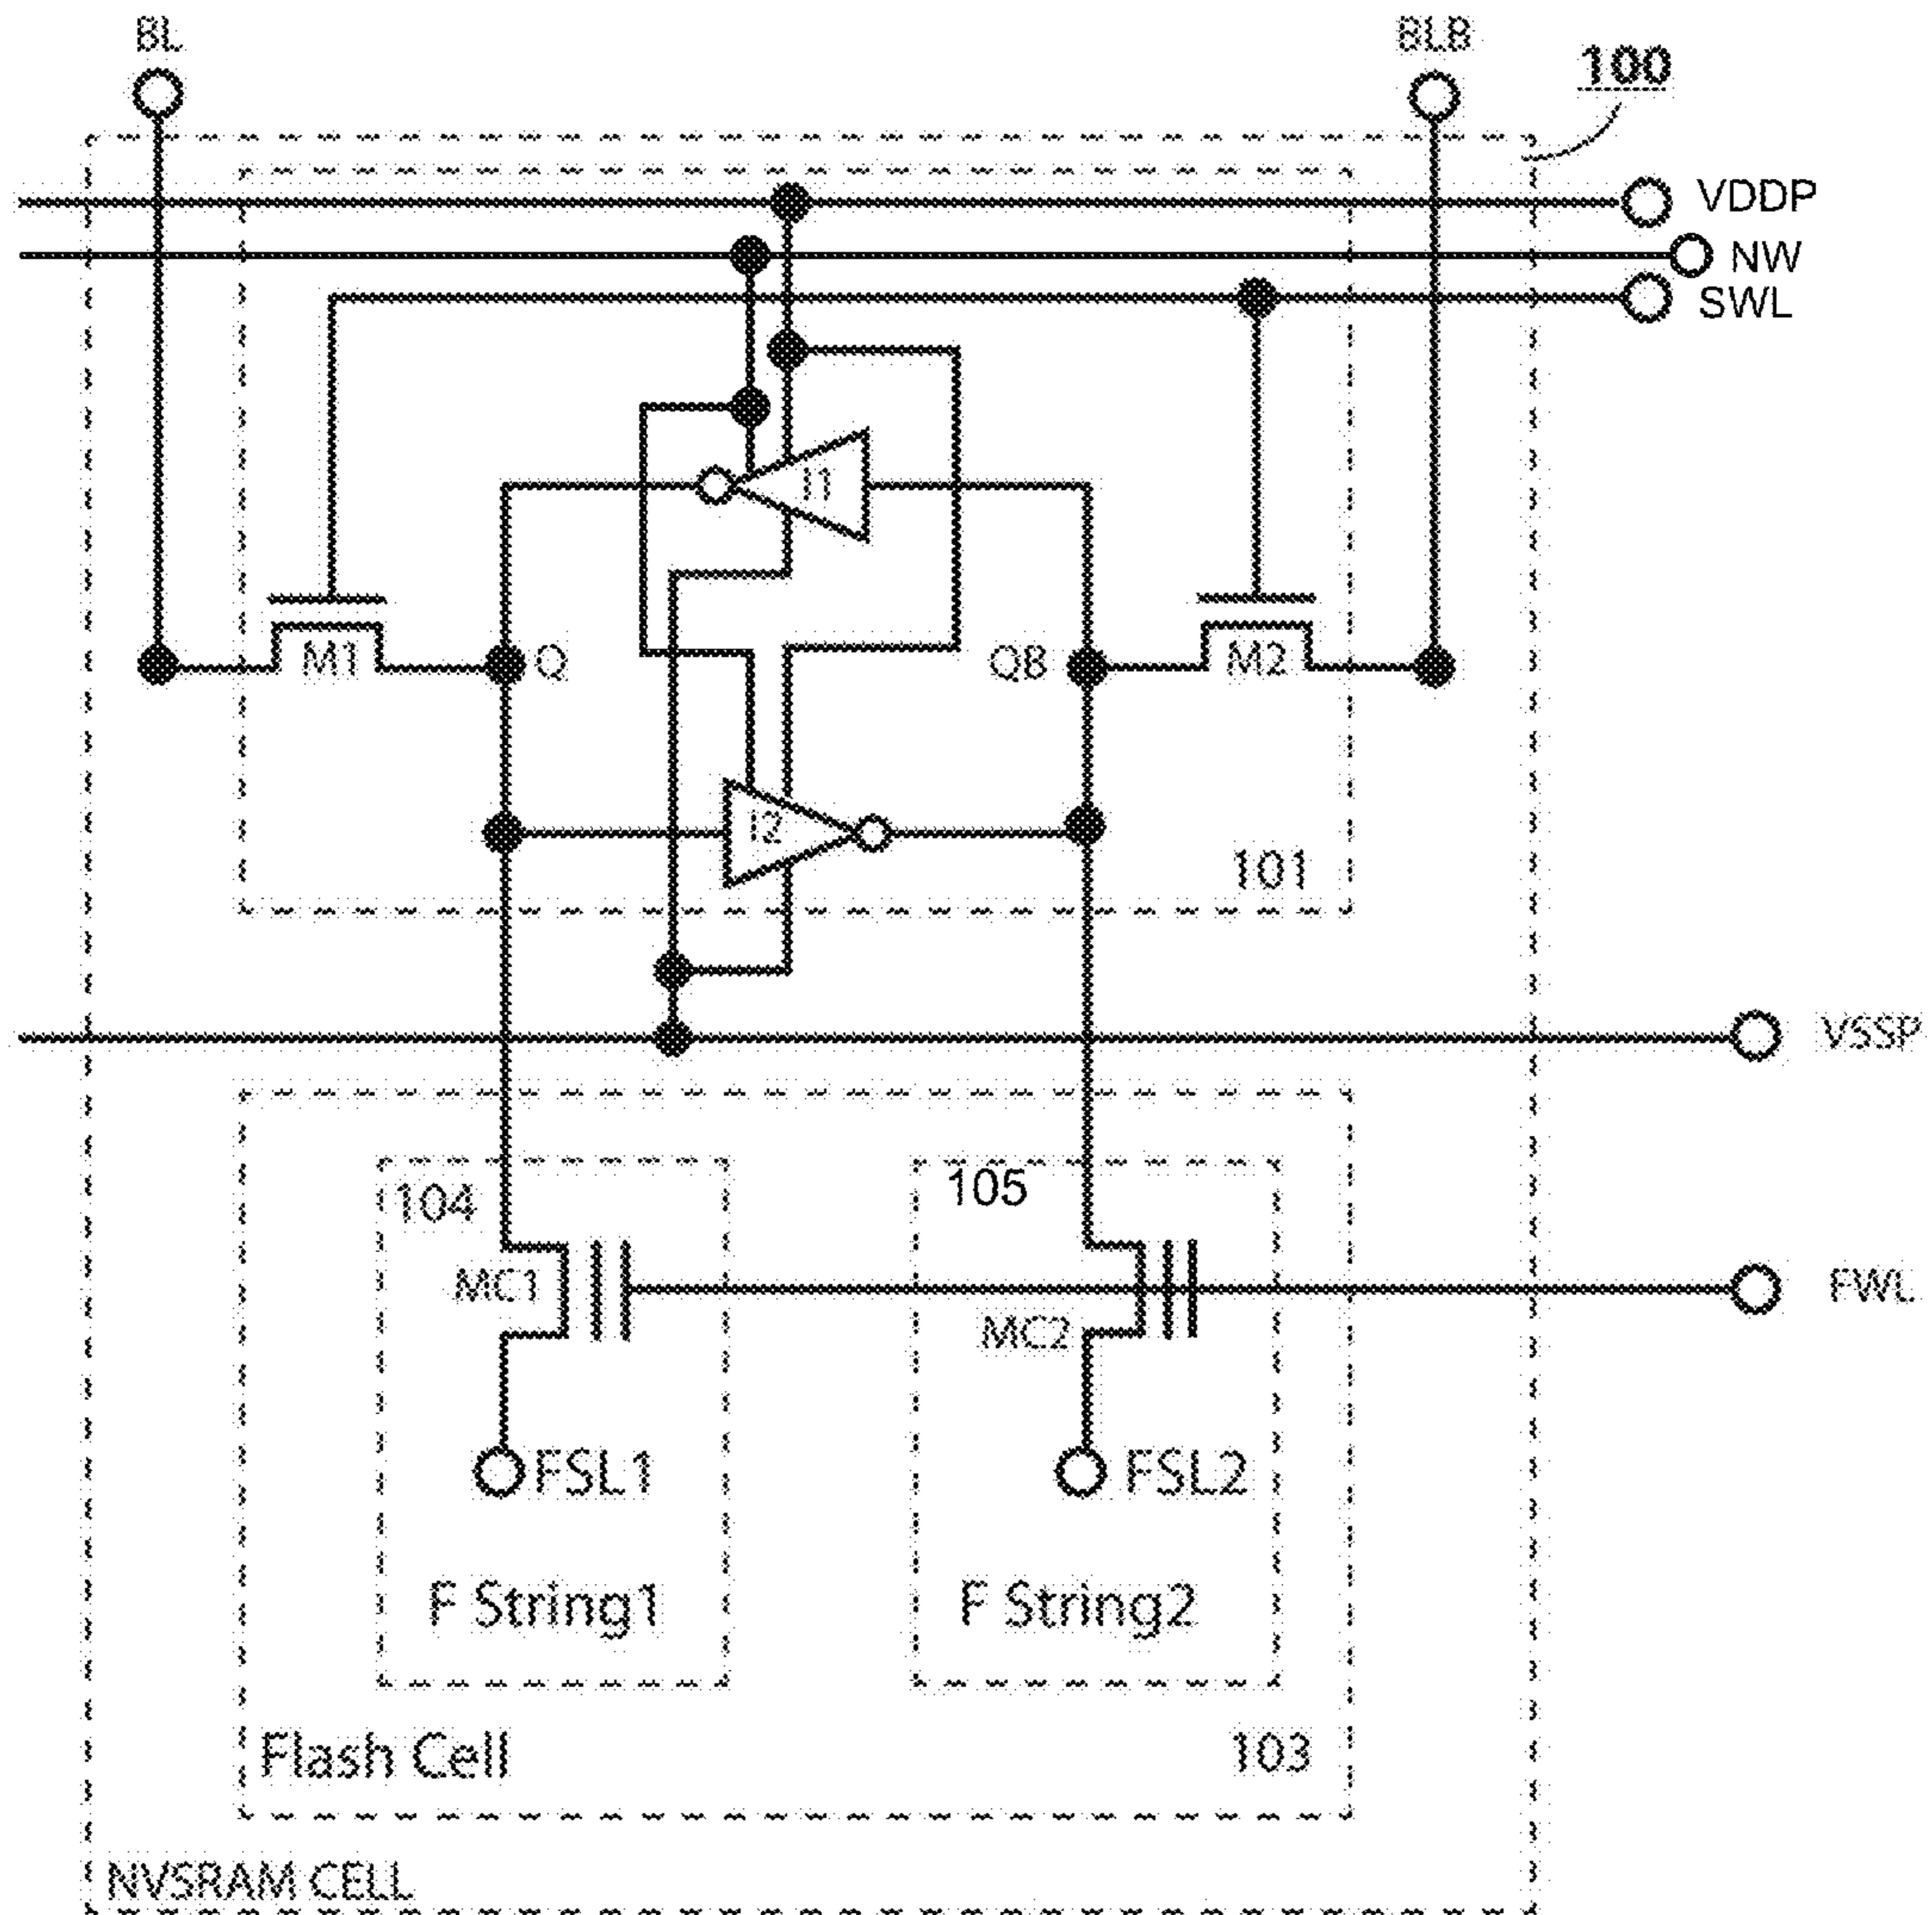 BL
BLB
100
VDDP
NW
SWL
I1
M1
Q
QB
M2
I2
101
VSSP
104
105
MC1
MC2
FWL
FSL1
FSL2
F String1
F String2
Flash Cell
103
NVSRAM CELL